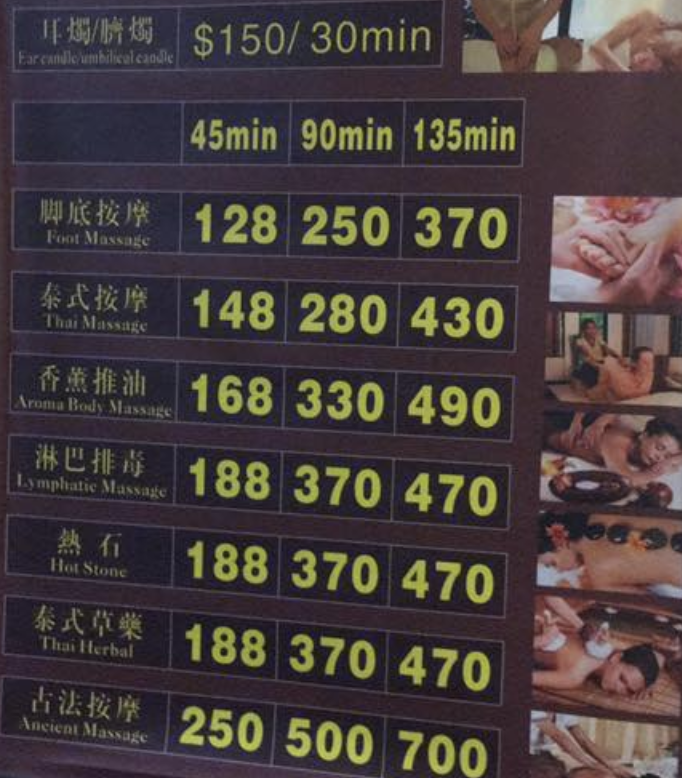 耳燭/臍燭
Ear candle/umbilical candle
$150/ 30min
45min 90min 135min
脚底按摩
Foot Massage
128 250 370
泰式按摩
Thai Massage
148 280 430
香薰推油
Aroma Body Massage
168 330 490
淋巴排毒
Lymphatic Massage
188 370 470
熱 石
Hot Stone
188 370 470
泰式草藥
Thai Herbal
188 370 470
古法按摩
Ancient Massage
250 500 700